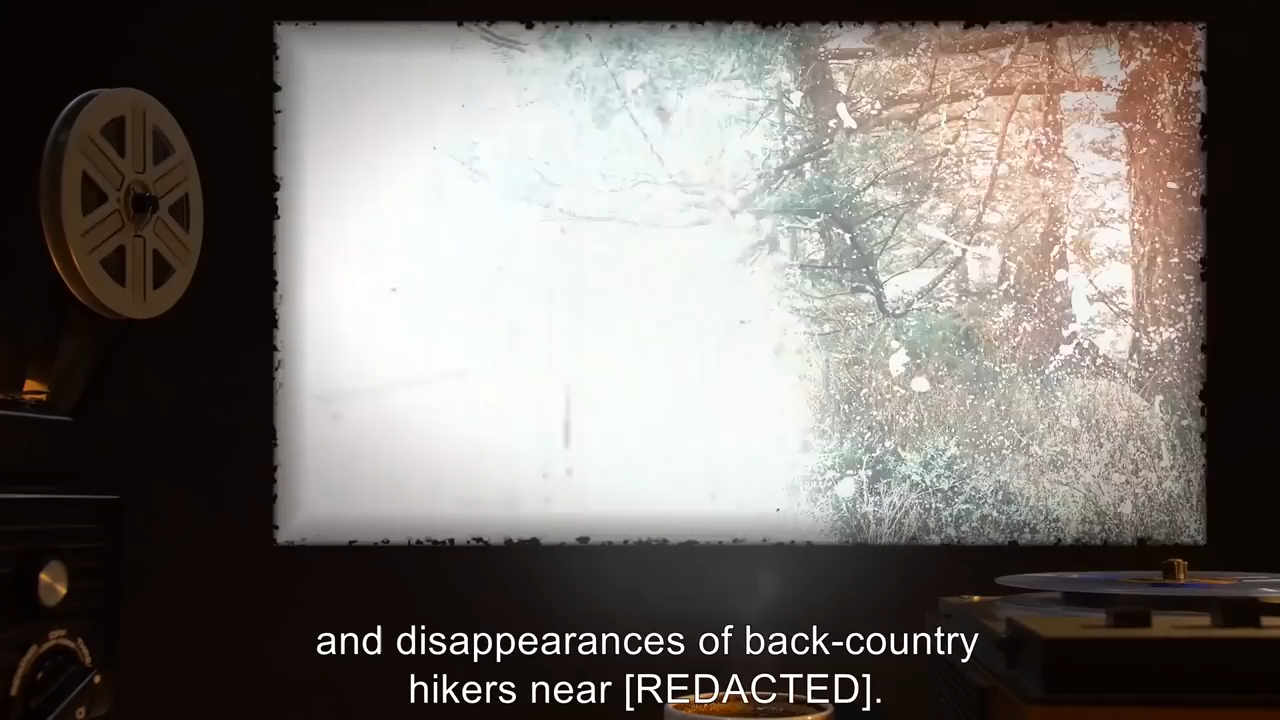 and disappearances of back-country
hikers near [REDACTED].